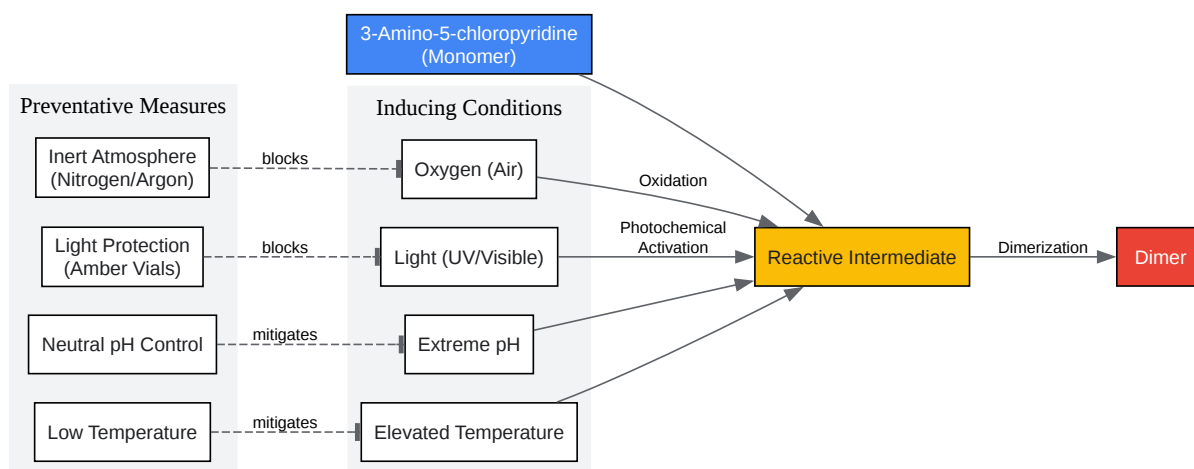 3-Amino-5-chloropyridine
(Monomer)
Preventative Measures
Inducing Conditions
Inert Atmosphere
(Nitrogen/Argon)
blocks
Oxygen (Air)
Oxidation
Light Protection
(Amber Vials)
blocks
Light (UV/Visible)
Photochemical
Activation
Reactive Intermediate
Dimerization
Dimer
Neutral pH Control
mitigates
Extreme pH
Low Temperature
mitigates
Elevated Temperature